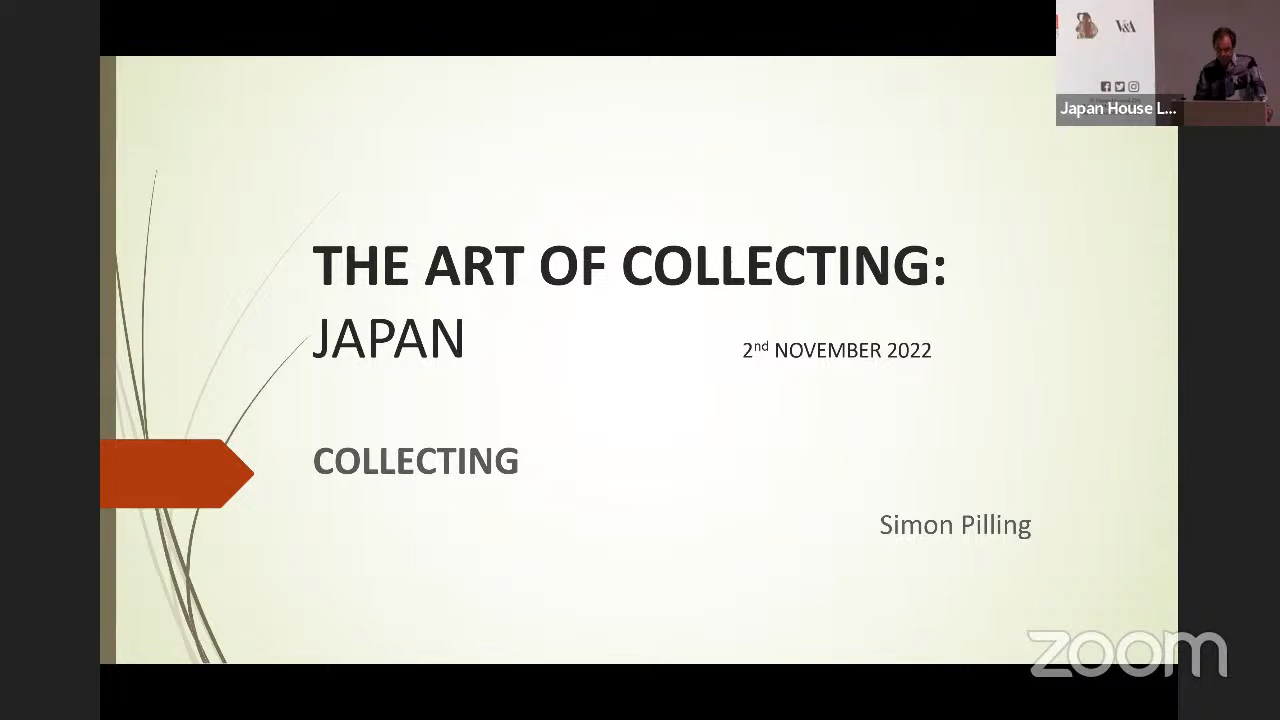 V&A
Japan House L...
THE ART OF COLLECTING:
JAPAN
2nd NOVEMBER 2022
COLLECTING
Simon Pilling
zoom